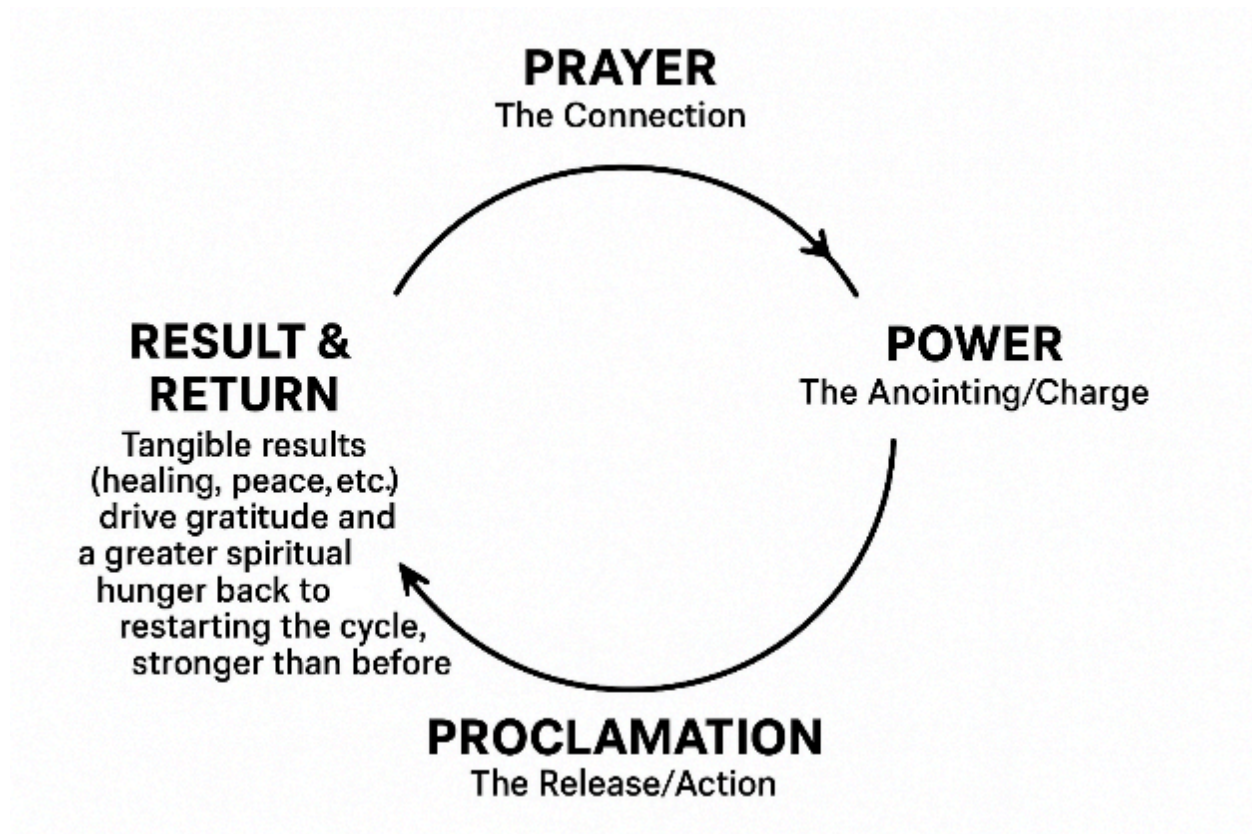 PRAYER
The Connection
POWER
The Anointing/Charge
PROCLAMATION
The Release/Action
RESULT &
RETURN
Tangible results
(healing, peace, etc.)
drive gratitude and
a greater spiritual
hunger back to
restarting the cycle,
stronger than before